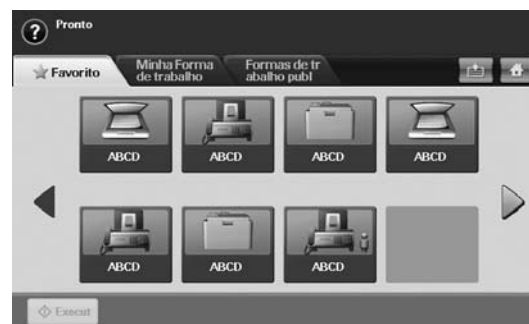 ?
Pronto
Favorito
Minha Forma
de trabalho
Formas de tr
abalho publ
ABCD
ABCD
ABCD
ABCD
ABCD
ABCD
ABCD
Execut